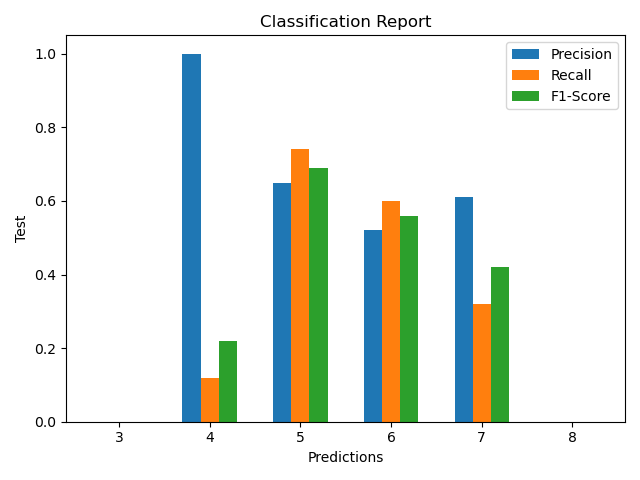 Classification Report
Precision
Recall
F1-Score
1.0
0.8
0.6
0.4
0.2
0.0
Test
3 4 5 6 7 8
Predictions